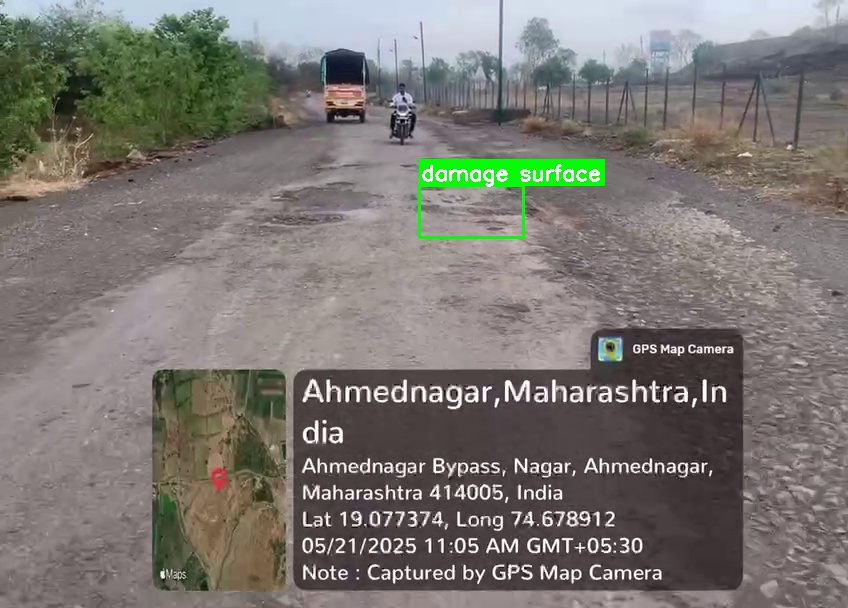 damage surface
GPS Map Camera
Ahmednagar,Maharashtra,In
dia
Ahmednagar Bypass, Nagar, Ahmednagar,
Maharashtra 414005, India
Lat 19.077374, Long 74.678912
05/21/2025 11:05 AM GMT+05:30
Note : Captured by GPS Map Camera
Maps